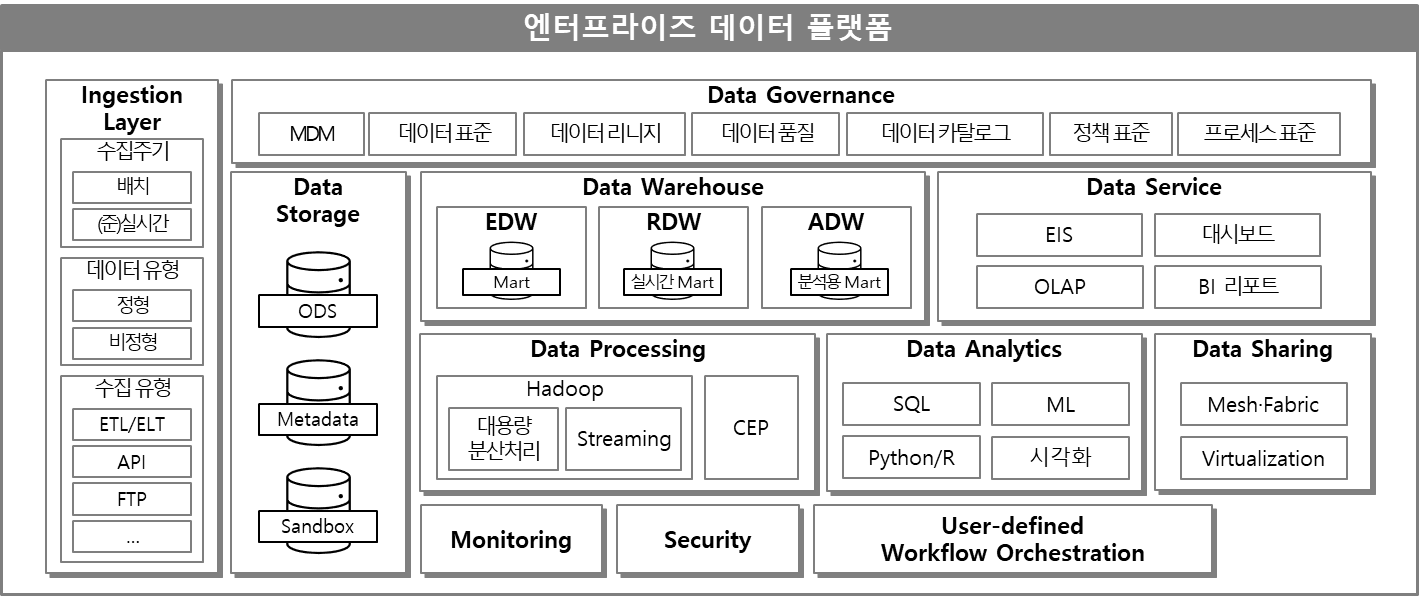 엔터프라이즈 데이터 플랫폼
Ingestion
Layer
수집주기
배치
(준)실시간
데이터 유형
정형
비정형
수집 유형
ETL/ELT
API
FTP
...
Data Governance
MDM
데이터 표준
데이터 리니지
데이터 품질
데이터 카탈로그
정책 표준
프로세스 표준
Data
Storage
ODS
Metadata
Sandbox
Data Warehouse
EDW
Mart
RDW
실시간 Mart
ADW
분석용 Mart
Data Service
EIS
대시보드
OLAP
BI 리포트
Data Processing
Hadoop
대용량
분산처리
Streaming
CEP
Data Analytics
SQL
ML
Python/R
시각화
Data Sharing
Mesh·Fabric
Virtualization
Monitoring
Security
User-defined
Workflow Orchestration